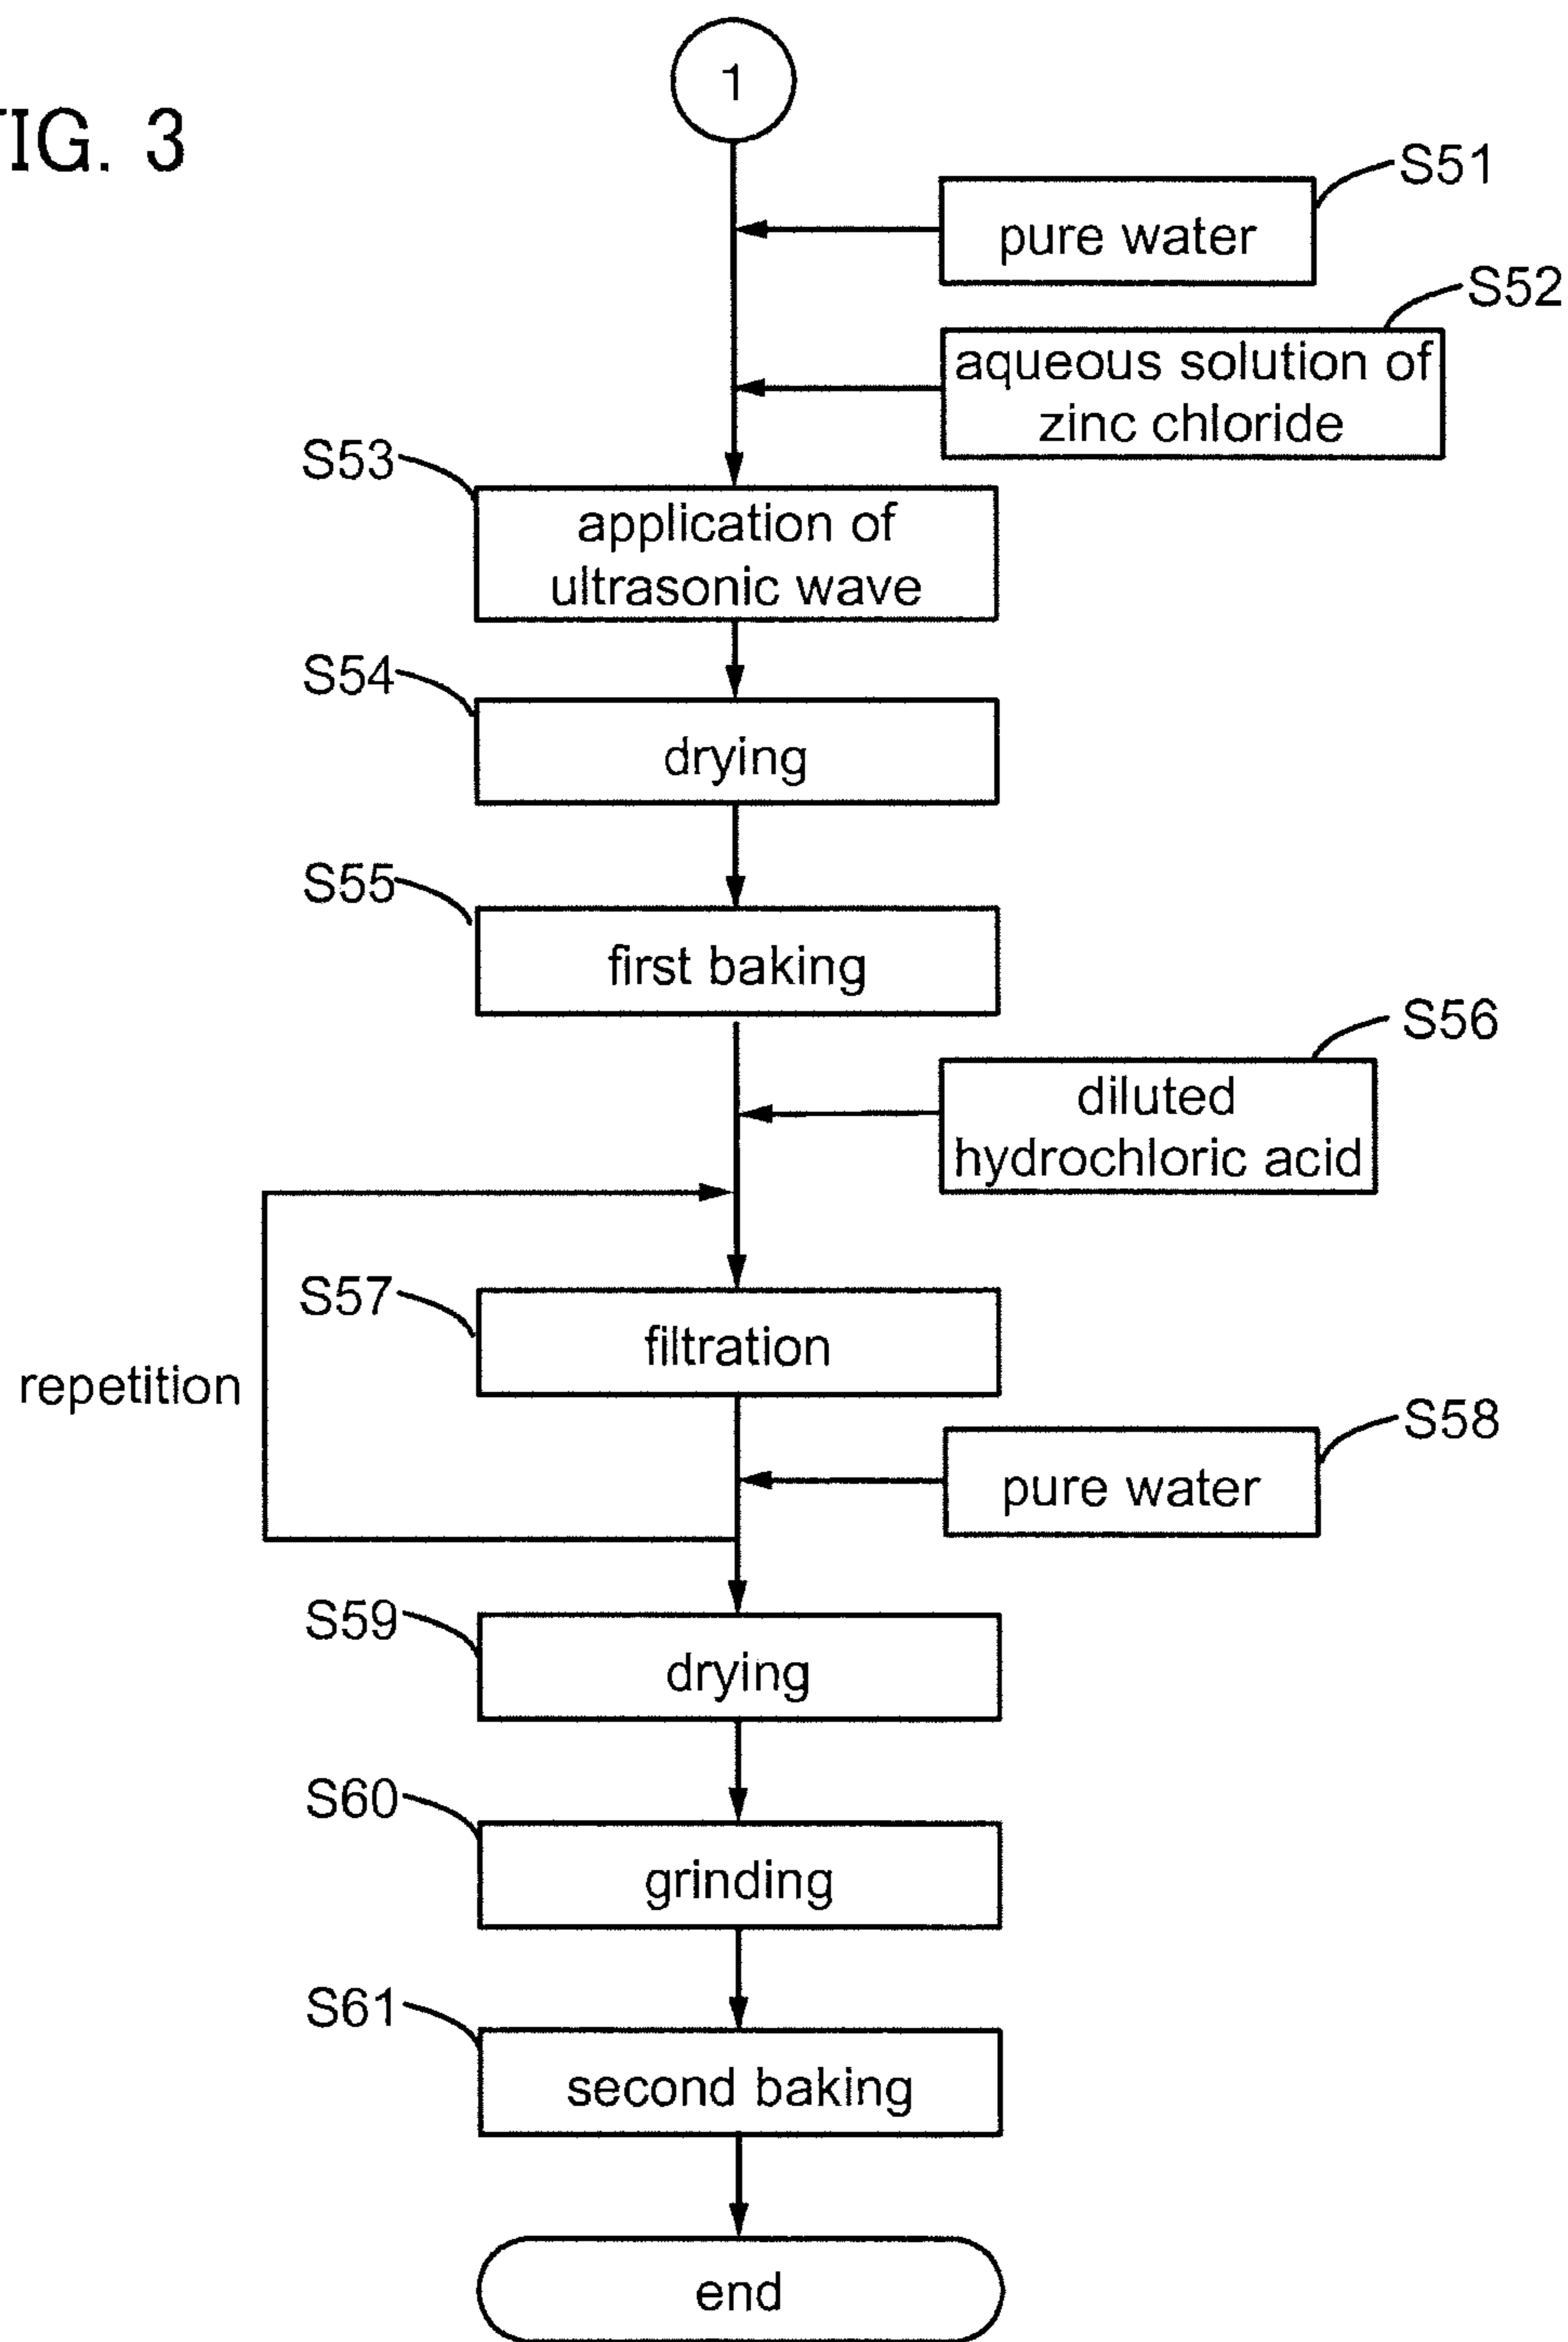 1
IG. 3
S51
pure water
S52
aqueous solution of
zinc chloride
S53
application of
ultrasonic wave
S54
drying
S55
first baking
S56
diluted
hydrochloric acid
S57
filtration
repetition
S58
pure water
S59
drying
S60
grinding
S61
second baking
end